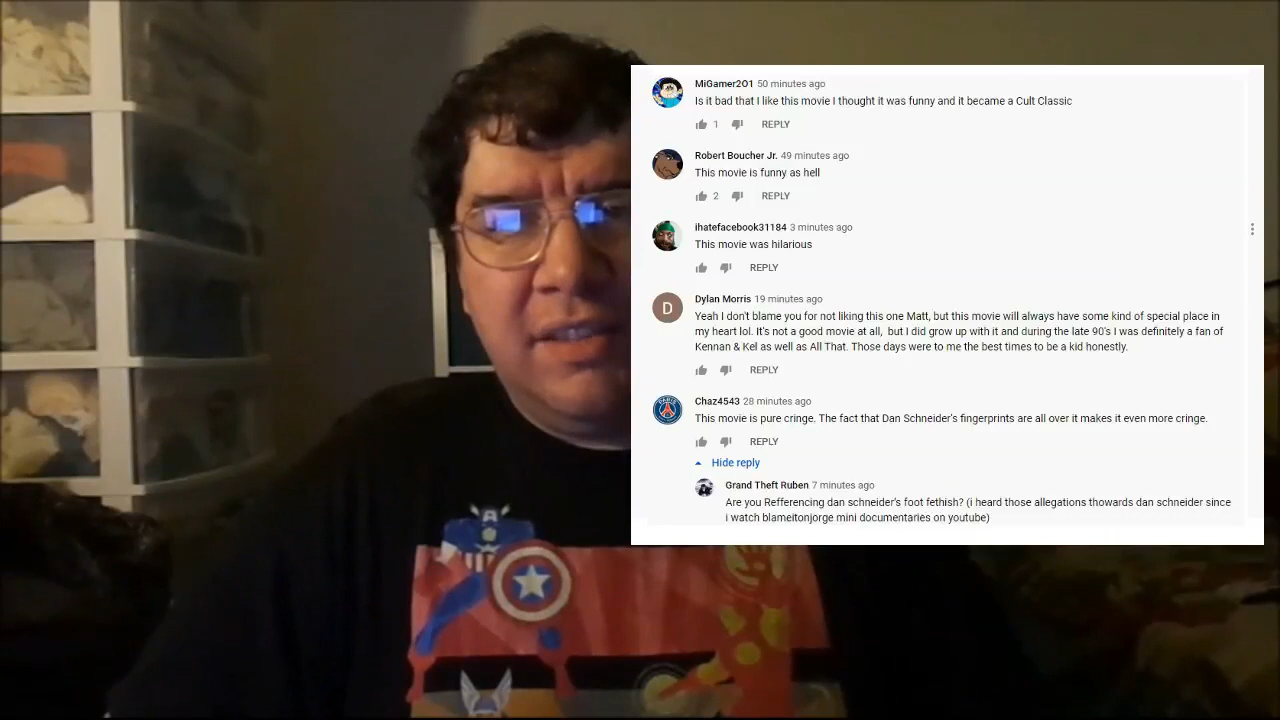 MiGamer2O1 50 minutes ago
Is it bad that I like this movie I thought it was funny and it became a Cult Classic
1 REPLY
Robert Boucher Jr. 49 minutes ago
This movie is funny as hell
2 REPLY
ihatefacebook31184 3 minutes ago
This movie was hilarious
REPLY
D
Dylan Morris 19 minutes ago
Yeah I don't blame you for not liking this one Matt, but this movie will always have some kind of special place in
my heart lol. It's not a good movie at all, but I did grow up with it and during the late 90's I was definitely a fan of
Kennan & Kel as well as All That. Those days were to me the best times to be a kid honestly.
REPLY
Chaz4543 28 minutes ago
This movie is pure cringe. The fact that Dan Schneider's fingerprints are all over it makes it even more cringe.
REPLY
Hide reply
Grand Theft Ruben 7 minutes ago
Are you Refferencing dan schneider's foot fethish? (i heard those allegations thowards dan schneider since
i watch blameitonjorge mini documentaries on youtube)